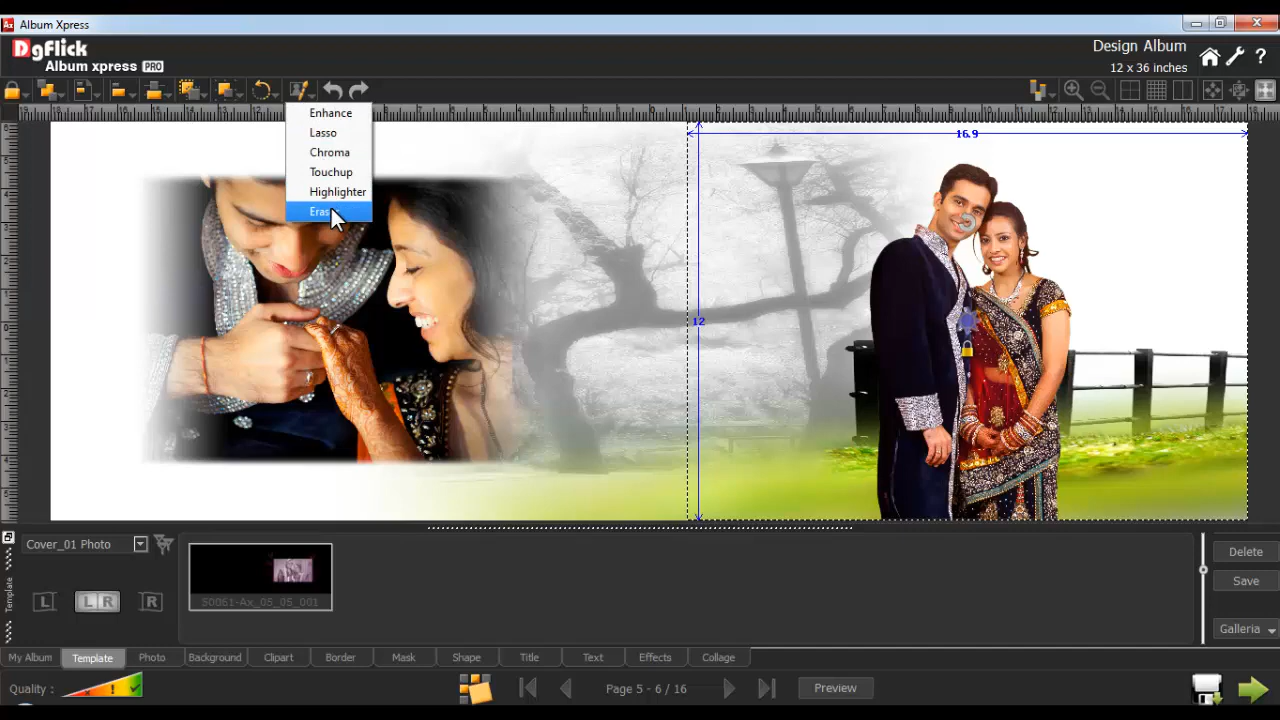 Album Xpress
DgFlick
Album xpress PRO
Design Album
12 x 36 inches
Enhance
Lasso
Chroma
Touchup
Highlighter
16.9
12
Cover_01 Photo
S0061-Ax_05_05_001
Template
L
L R
R
Delete
Save
Galleria
My Album
Template
Photo
Background
Clipart
Border
Mask
Shape
Title
Text
Effects
Collage
Quality :
Page 5 - 6 / 16
Preview